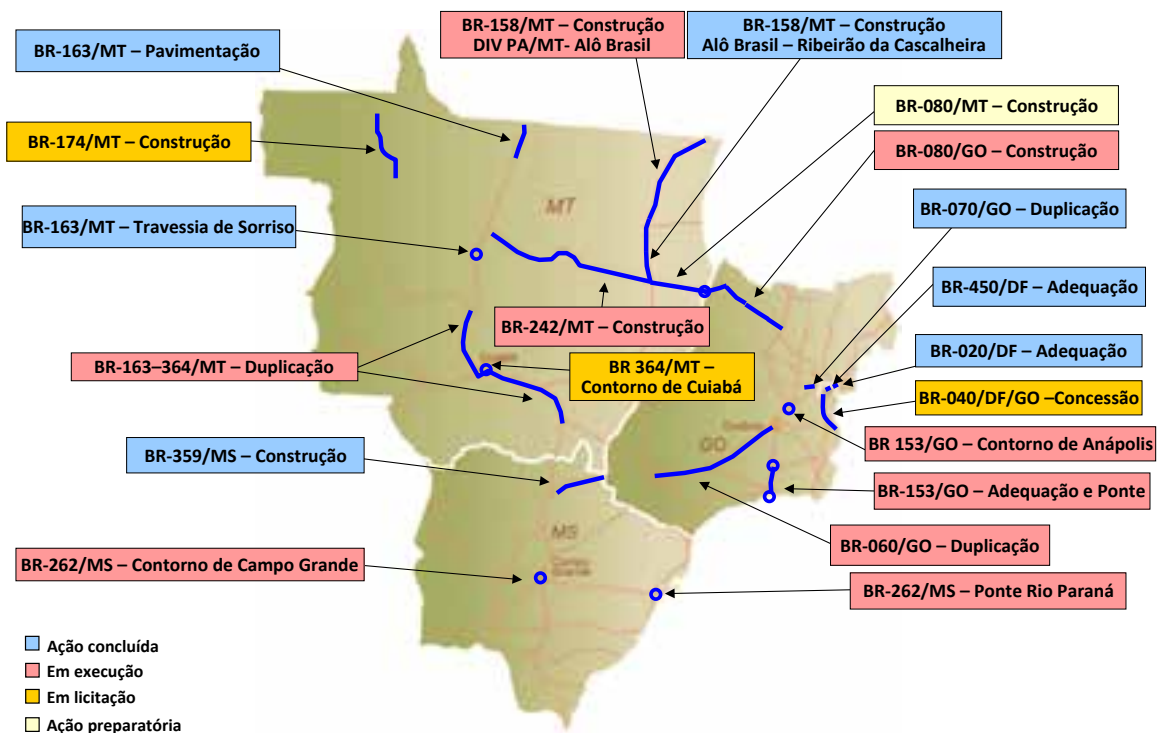 BR-158/MT – Construção
DIV PA/MT- Alô Brasil
BR-158/MT – Construção
Alô Brasil – Ribeirão da Cascalheira
BR-163/MT – Pavimentação
BR-080/MT – Construção
BR-174/MT – Construção
BR-080/GO – Construção
BR-070/GO – Duplicação
BR-163/MT – Travessia de Sorriso
MT
BR-450/DF – Adequação
BR-242/MT – Construção
BR-020/DF – Adequação
BR-163–364/MT – Duplicação
BR 364/MT –
Contorno de Cuiabá
BR-040/DF/GO –Concessão
BR 153/GO – Contorno de Anápolis
GO
BR-359/MS – Construção
BR-153/GO – Adequação e Ponte
MS
BR-060/GO – Duplicação
BR-262/MS – Contorno de Campo Grande
Campo
Grande
BR-262/MS – Ponte Rio Paraná
Ação concluída
Em execução
Em licitação
Ação preparatória